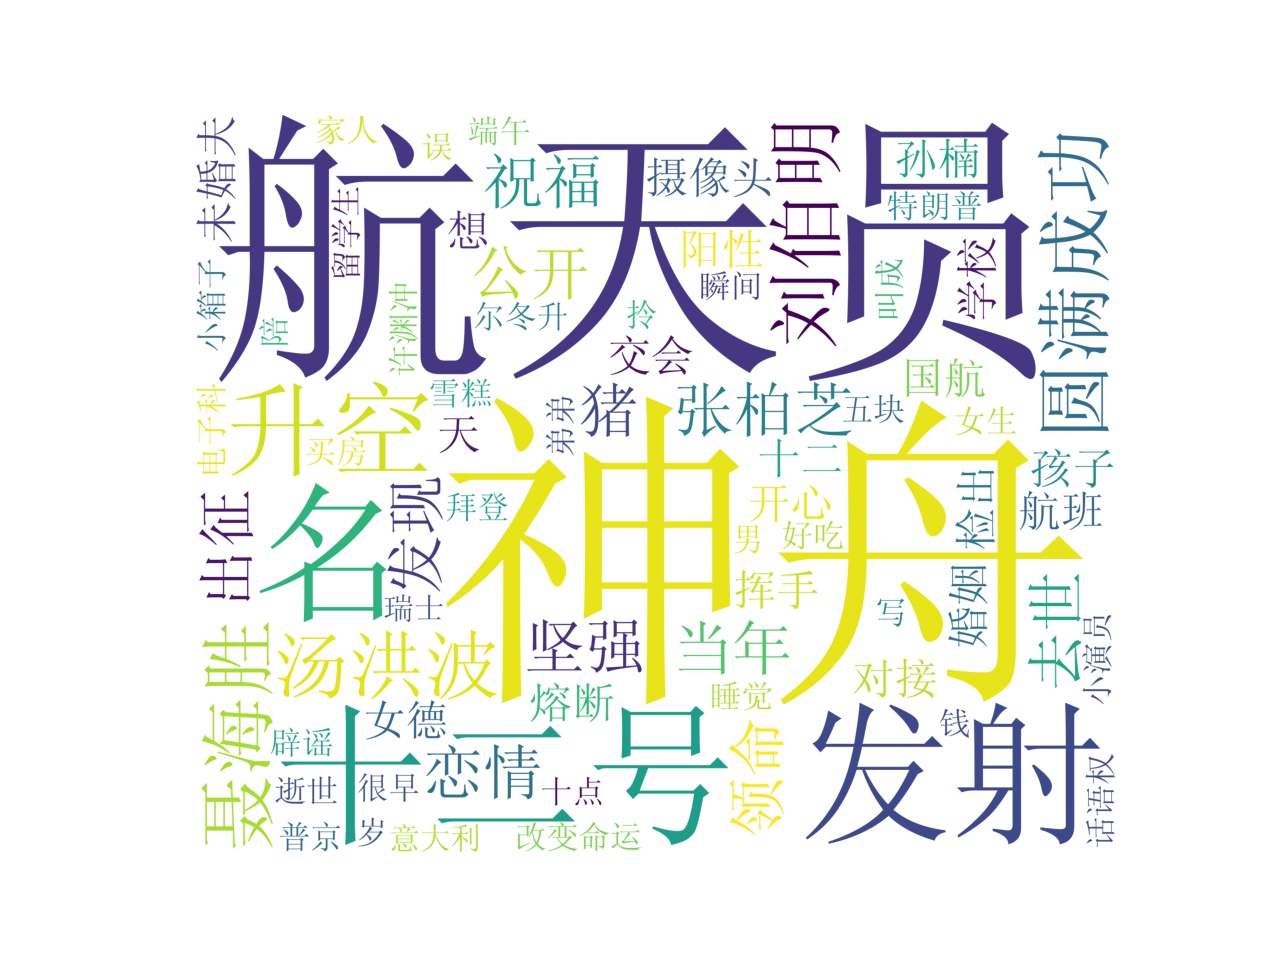 航天员
神舟
十二号
发射
名
升空
刘伯明
圆满成功
聂海胜
汤洪波
未婚夫
家人
误
端午
祝福
摄像头
孙楠
特朗普
留学生
想
公开
阳性
瞬间
叫成
学校
小箱子
陪
许渊冲
尔冬升
拎
交会
国航
电子科
买房
雪糕
天
弟弟
猪
张柏芝
五块
女生
十二
孩子
出征
发现
拜登
开心
检出
航班
男
好吃
瑞士
坚强
当年
挥手
写
婚姻
去世
小演员
对接
熔断
睡觉
女德
辟谣
恋情
领命
钱
逝世
很早
十点
话语权
普京
岁
意大利
改变命运